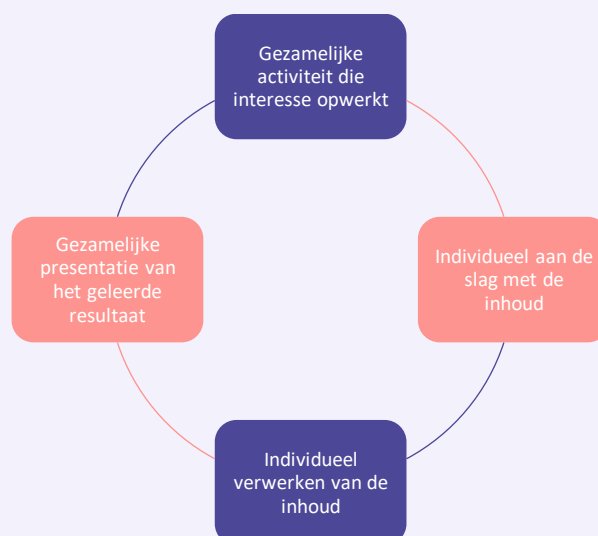 Gezamelijke
activiteit die
interesse opwerkt
Individueel aan de
slag met de
inhoud
Individueel
verwerken van de
inhoud
Gezamelijke
presentatie van
het geleerde
resultaat